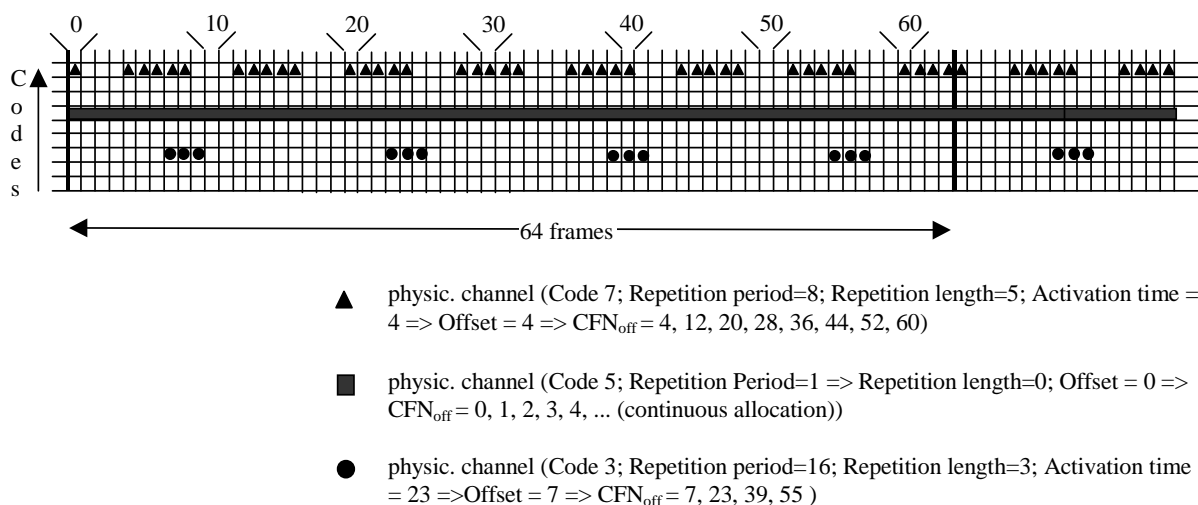 0 10 20 30 40 50 60
C
o
d
e
s
64 frames
physic. channel (Code 7; Repetition period=8; Repetition length=5; Activation time =
4 => Offset = 4 => CFNoff = 4, 12, 20, 28, 36, 44, 52, 60)
physic. channel (Code 5; Repetition Period=1 => Repetition length=0; Offset = 0 =>
CFNoff = 0, 1, 2, 3, 4, ... (continuous allocation))
physic. channel (Code 3; Repetition period=16; Repetition length=3; Activation time
= 23 =>Offset = 7 => CFNoff = 7, 23, 39, 55 )